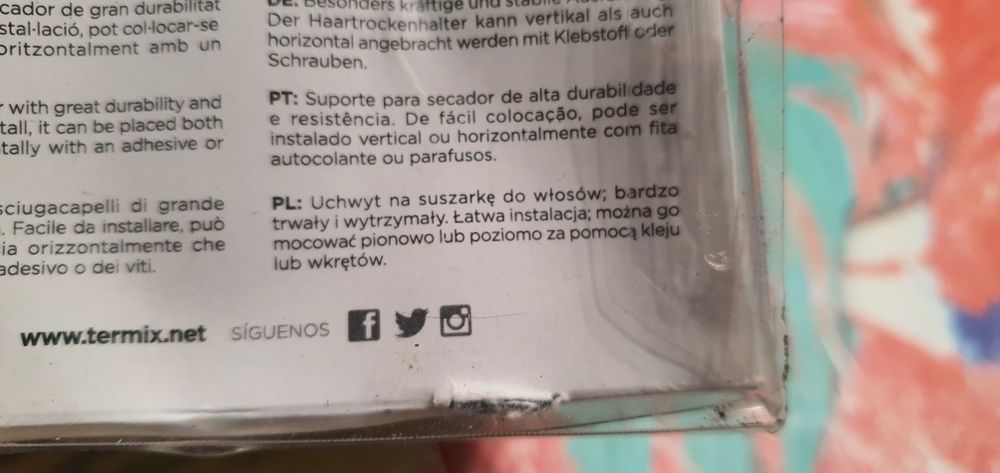 cador de gran durabilitat
stal·lació, pot col·locar-se
oritzontalment amb un
r with great durability and
tall, it can be placed both
tally with an adhesive or
sciugacapelli di grande
. Facile da installare, può
ia orizzontalmente che
adesivo o dei viti.
DE: Besonders kräftige und stabile
Der Haartrockenhalter kann vertikal als auch
horizontal angebracht werden mit Klebstoff oder
Schrauben.
PT: Suporte para secador de alta durabilidade
e resistência. De fácil colocação, pode ser
instalado vertical ou horizontalmente com fita
autocolante ou parafusos.
PL: Uchwyt na suszarkę do włosów; bardzo
trwały i wytrzymały. Łatwa instalacja; można go
mocować pionowo lub poziomo za pomocą kleju
lub wkrętów.
www.termix.net SÍGUENOS